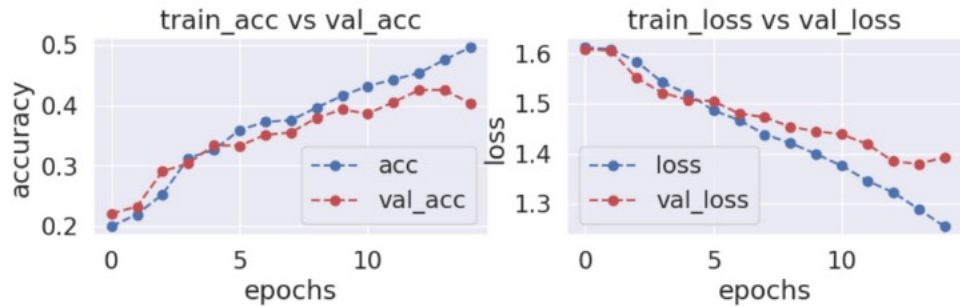 train_acc vs val_acc
accuracy
0.5
0.4
0.3
0.2
acc
val_acc
0
5
10
epochs
train_loss vs val_loss
loss
1.6
1.5
1.4
1.3
loss
val_loss
0
5
10
epochs